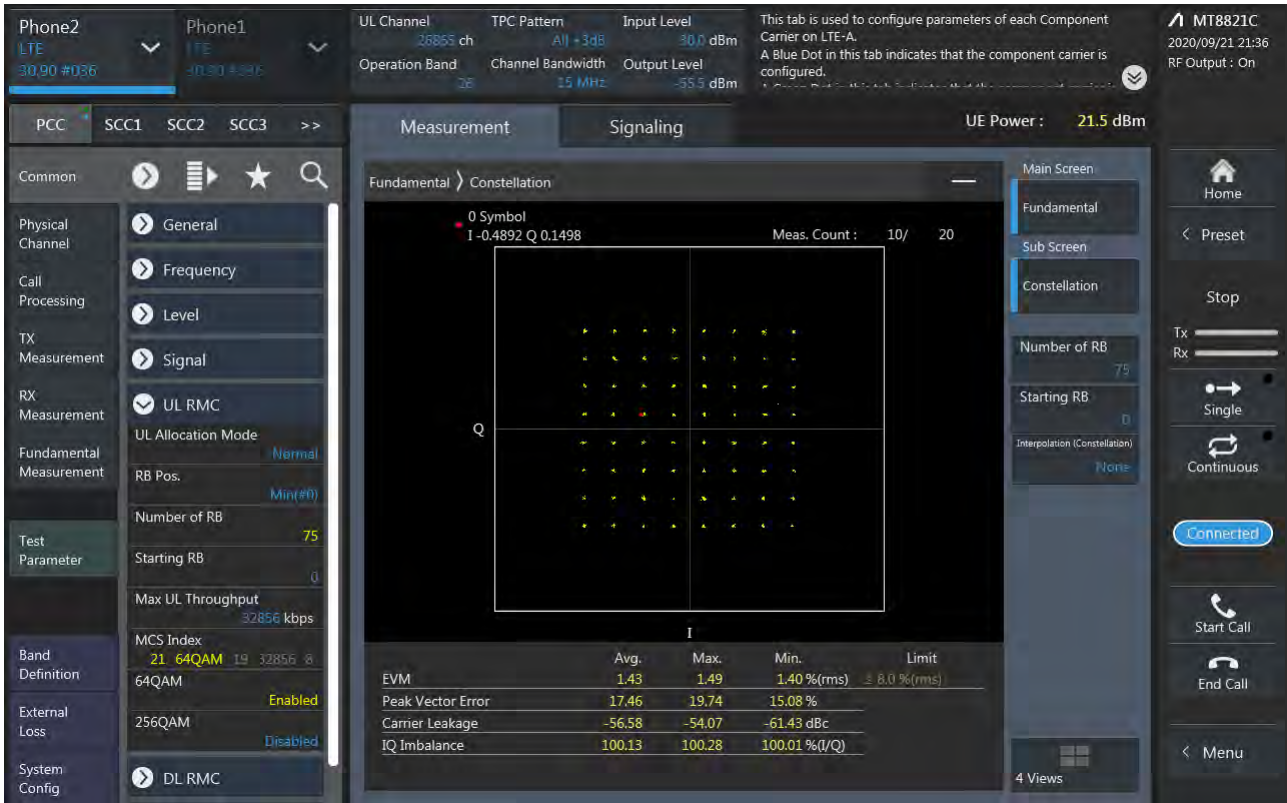 Phone2
LTE
30.90 #036
Phone1
LTE
UL Channel
26855 ch
Operation Band
26
TPC Pattern
All +3dB
Channel Bandwidth
15 MHz
Input Level
30.0 dBm
Output Level
-55.5 dBm
This tab is used to configure parameters of each Component
Carrier on LTE-A.
A Blue Dot in this tab indicates that the component carrier is
configured.
MT8821C
2020/09/21 21:36
RF Output : On
PCC SCC1 SCC2 SCC3 >>
Measurement
Signaling
UE Power : 21.5 dBm
Common
Physical
Channel
Call
Processing
TX
Measurement
RX
Measurement
Fundamental
Measurement
Test
Parameter
Band
Definition
External
Loss
System
Config
General
Frequency
Level
Signal
UL RMC
UL Allocation Mode
Normal
RB Pos.
Min(#0)
Number of RB
75
Starting RB
0
Max UL Throughput
32856 kbps
MCS Index
21 64QAM 19 32856 8
64QAM
Enabled
256QAM
Disabled
DL RMC
Fundamental 〉 Constellation
0 Symbol
I -0.4892 Q 0.1498
Meas. Count : 10/ 20
Q
I
Avg. Max. Min. Limit
EVM 1.43 1.49 1.40 %(rms) ≤ 8.0 %(rms)
Peak Vector Error 17.46 19.74 15.08 %
Carrier Leakage -56.58 -54.07 -61.43 dBc
IQ Imbalance 100.13 100.28 100.01 %(I/Q)
Main Screen
Fundamental
Sub Screen
Constellation
Number of RB
75
Starting RB
0
Interpolation (Constellation)
None
4 Views
Home
< Preset
Stop
Tx
Rx
Single
Continuous
Connected
Start Call
End Call
< Menu